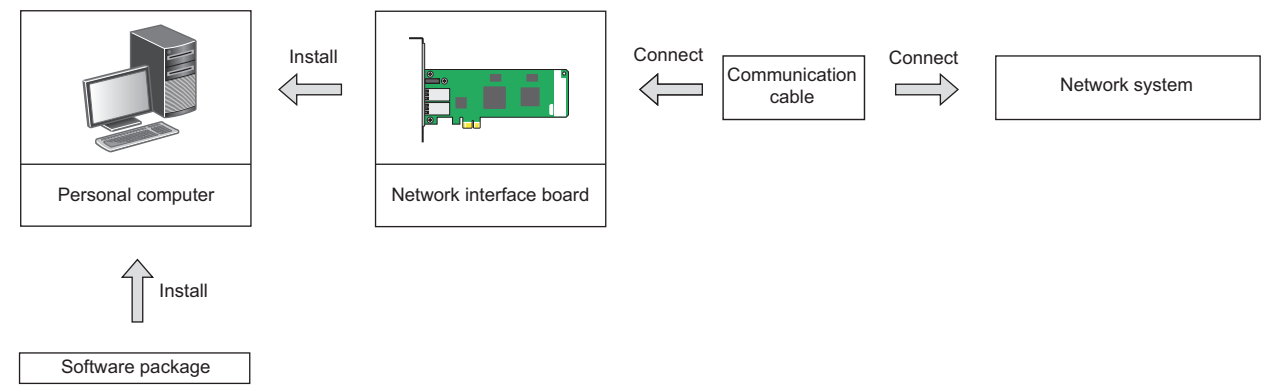 Install
Connect
Connect
Communication
cable
Network system
Personal computer
Network interface board
Install
Software package